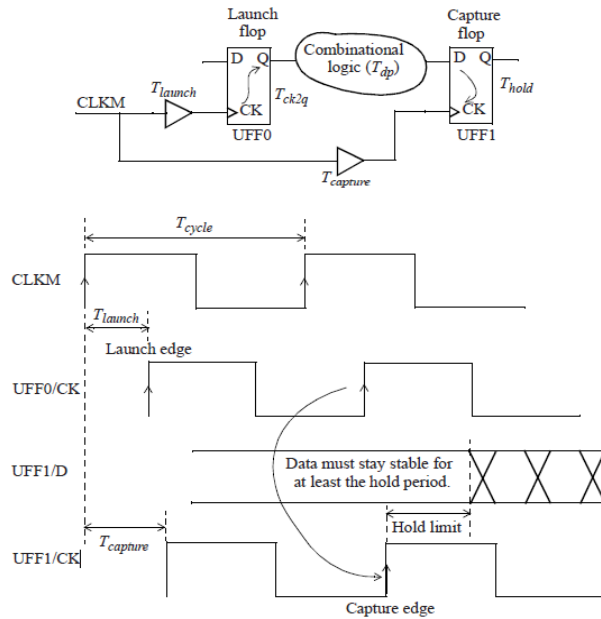 Launch
flop
Capture
flop
D Q
Combinational
logic (Tdp)
D Q
Tlaunch
Tck2q
Thold
CLKM
CK
CK
UFF0
UFF1
Tcapture
Tcycle
CLKM
Tlaunch
Launch edge
UFF0/CK
Data must stay stable for
at least the hold period.
UFF1/D
Hold limit
Tcapture
UFF1/CK
Capture edge